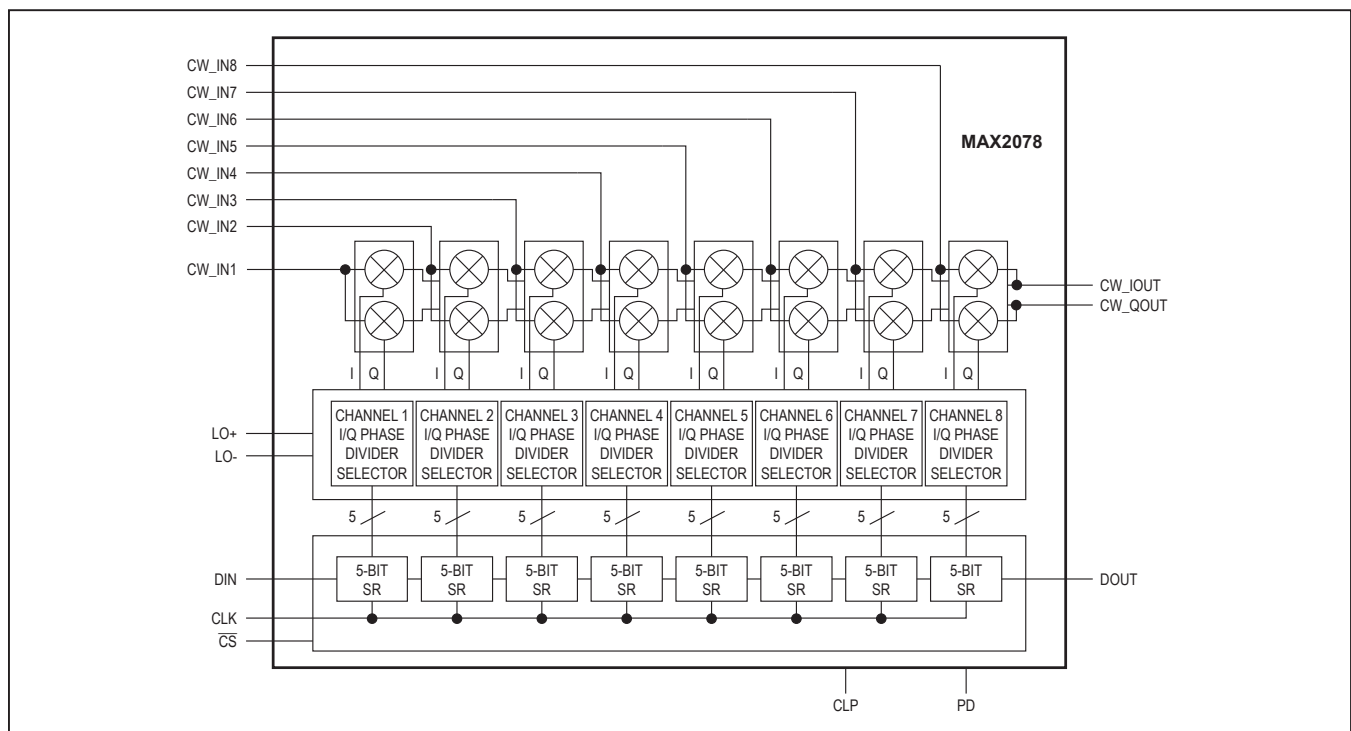 CW_IN8
CW_IN7
CW_IN6
CW_IN5
CW_IN4
CW_IN3
CW_IN2
CW_IN1
MAX2078
CW_IOUT
CW_QOUT
I Q I Q I Q I Q I Q I Q I Q I Q
LO+
LO-
CHANNEL 1
I/Q PHASE
DIVIDER
SELECTOR
CHANNEL 2
I/Q PHASE
DIVIDER
SELECTOR
CHANNEL 3
I/Q PHASE
DIVIDER
SELECTOR
CHANNEL 4
I/Q PHASE
DIVIDER
SELECTOR
CHANNEL 5
I/Q PHASE
DIVIDER
SELECTOR
CHANNEL 6
I/Q PHASE
DIVIDER
SELECTOR
CHANNEL 7
I/Q PHASE
DIVIDER
SELECTOR
CHANNEL 8
I/Q PHASE
DIVIDER
SELECTOR
5 5 5 5 5 5 5 5
DIN
5-BIT
SR
5-BIT
SR
5-BIT
SR
5-BIT
SR
5-BIT
SR
5-BIT
SR
5-BIT
SR
5-BIT
SR
DOUT
CLK
C̅S̅
CLP
PD